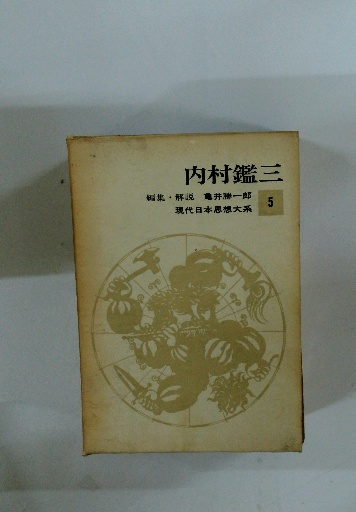 内村鑑三
編集・解説 亀井勝一郎
現代日本思想大系
5